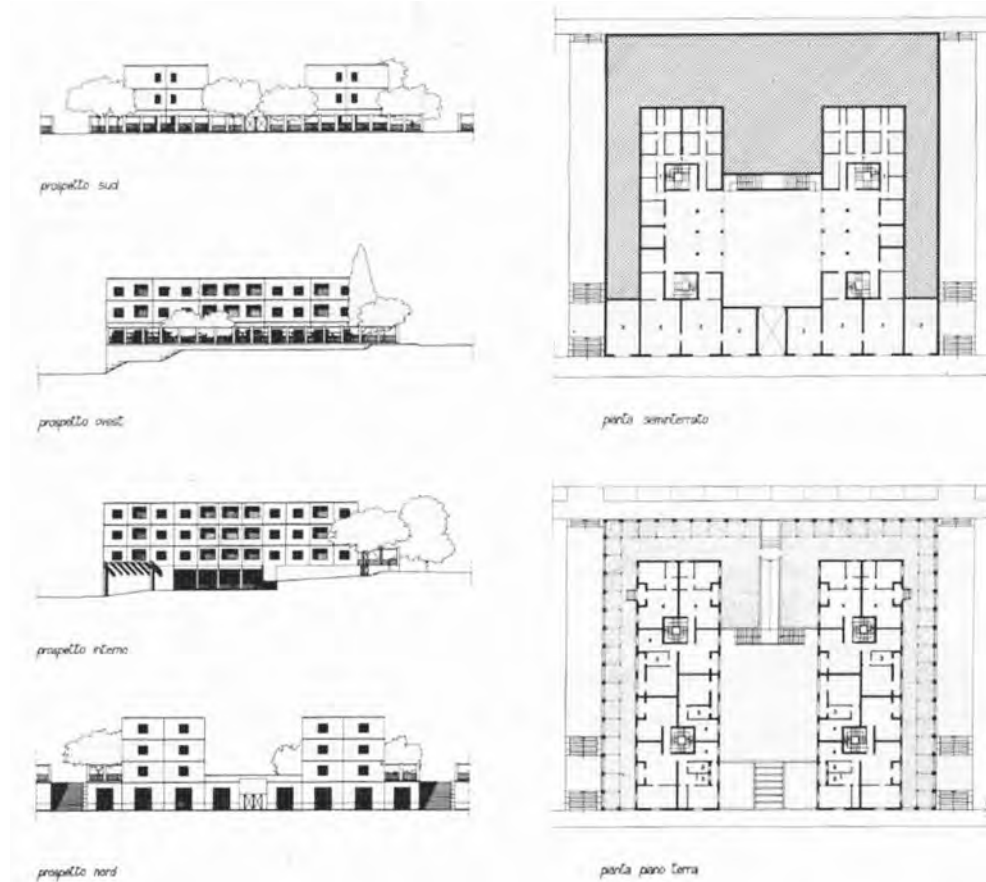 prospetto sud
prospetto ovest
prospetto interno
prospetto nord
pianta seminterrato
pianta piano terra